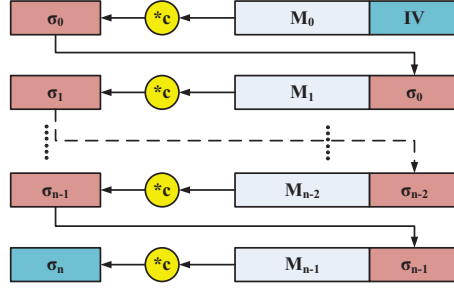 σ₀ *c M₀ IV
σ₁ *c M₁ σ₀
σₙ₋₁ *c Mₙ₋₂ σₙ₋₂
σₙ *c Mₙ₋₁ σₙ₋₁